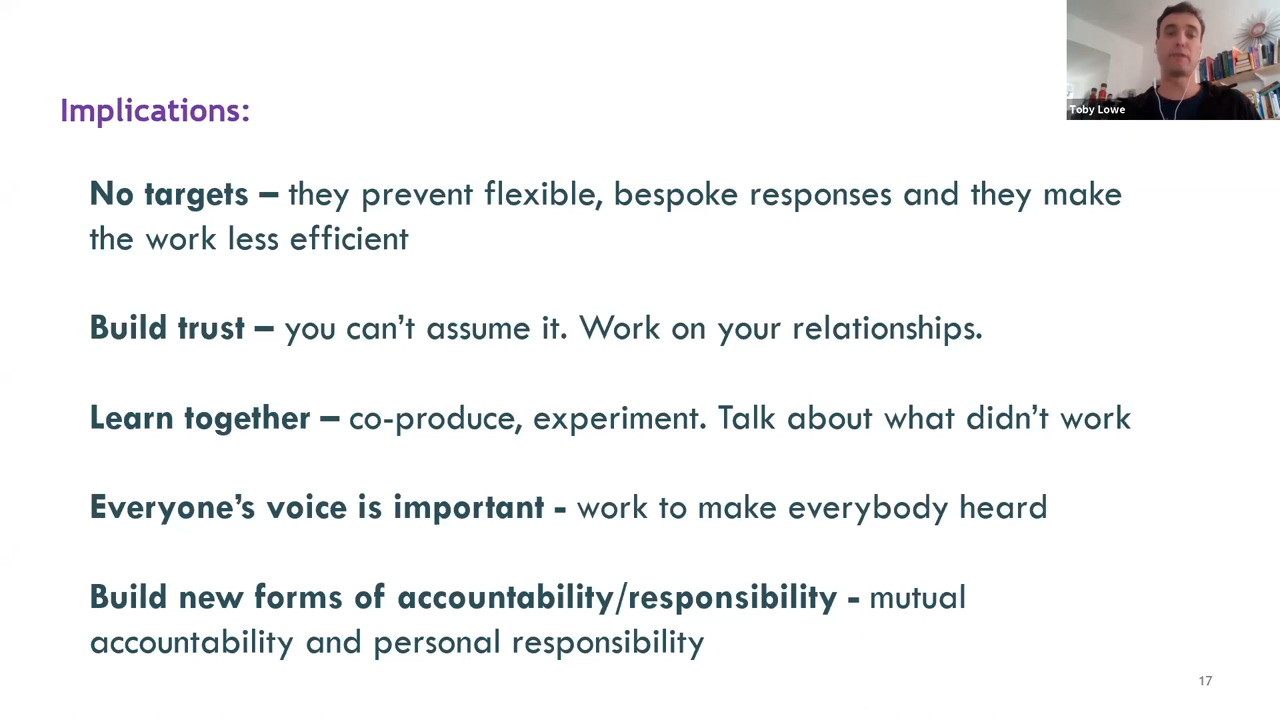 Toby Lowe
Implications:
No targets – they prevent flexible, bespoke responses and they make
the work less efficient
Build trust – you can’t assume it. Work on your relationships.
Learn together – co-produce, experiment. Talk about what didn’t work
Everyone’s voice is important - work to make everybody heard
Build new forms of accountability/responsibility - mutual
accountability and personal responsibility
17